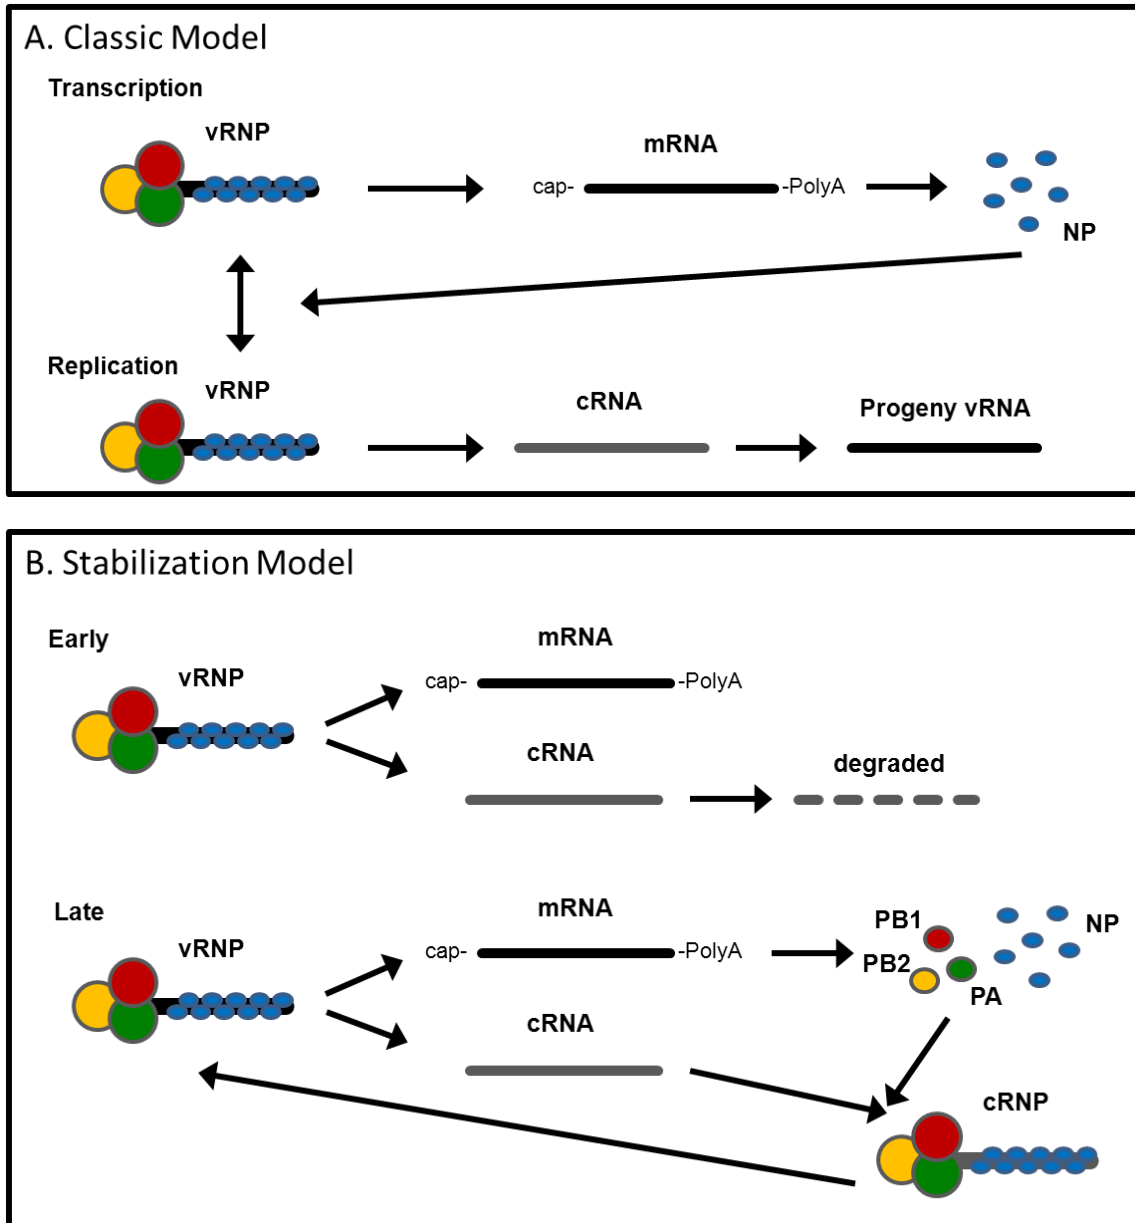 A. Classic Model
Transcription
vRNP
mRNA
cap-
-PolyA
NP
Replication
vRNP
cRNA
Progeny vRNA
B. Stabilization Model
Early
vRNP
mRNA
cap-
-PolyA
cRNA
degraded
Late
vRNP
mRNA
cap-
-PolyA
PB1
NP
PB2
PA
cRNA
cRNP